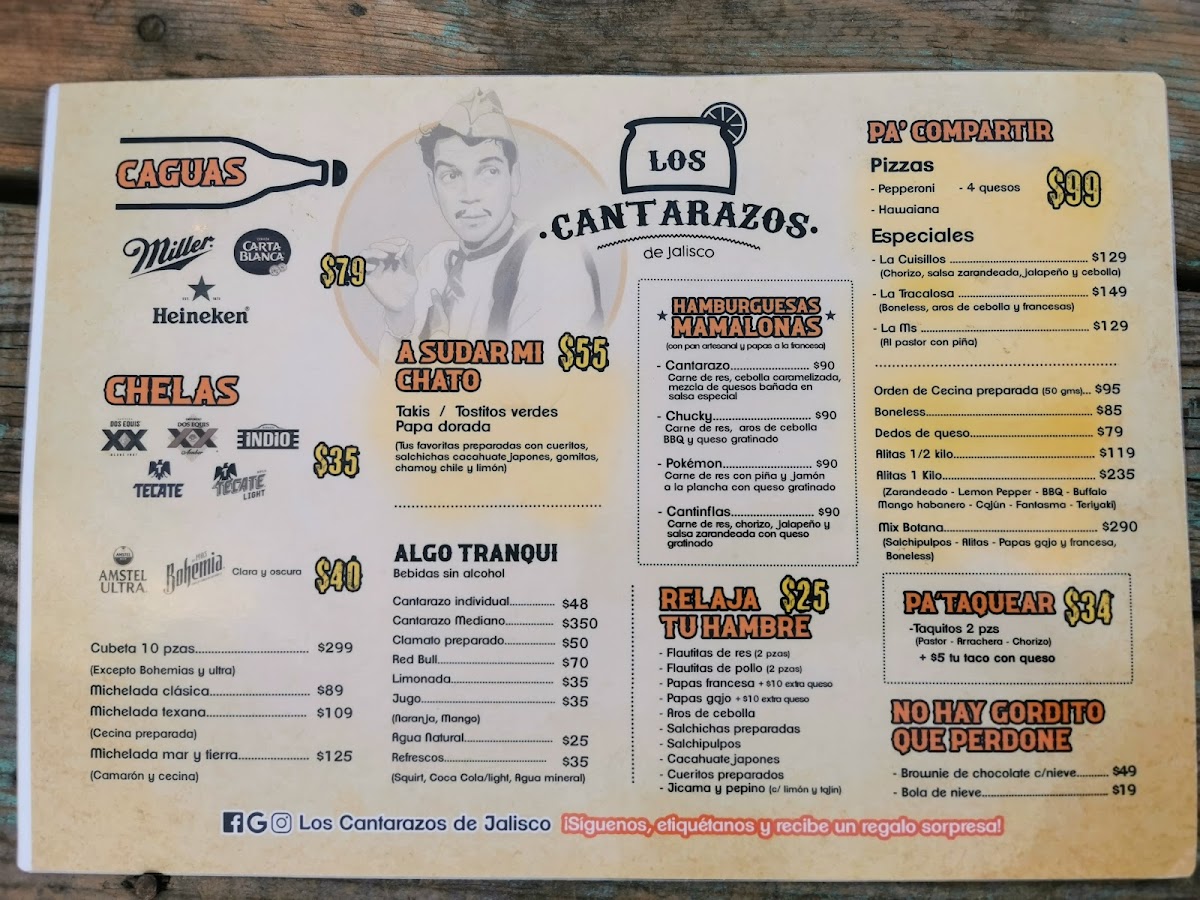 CAGUAS
Miller
CARTA BLANCA
$79
Heineken
CHELAS
DOS EQUIS
XX
DOS EQUIS
XX
Ambar
INDIO
$35
TECATE
TECATE
LIGHT
AMSTEL
ULTRA
Bohemia
Clara y oscura
$40
Cubeta 10 pzas $299
(Excepto Bohemias y ultra)
Michelada clásica $89
Michelada texana $109
(Cecina preparada)
Michelada mar y tierra $125
(Camarón y cecina)
LOS
CANTARAZOS
de Jalisco
A SUDAR MI
CHATO
$55
Takis / Tostitos verdes
Papa dorada
(Tus favoritas preparadas con cueritos,
salchichas cacahuate japones, gomitas,
chamoy chile y limón)
ALGO TRANQUI
Bebidas sin alcohol
Cantarazo individual $48
Cantarazo Mediano $350
Clamato preparado $50
Red Bull $70
Limonada $35
Jugo $35
(Naranja, Mango)
Agua Natural $25
Refrescos $35
(Squirt, Coca Cola/light, Agua mineral)
HAMBURGUESAS
MAMALONAS
(con pan artesanal y papas a la francesa)
- Cantarazo $90
Carne de res, cebolla caramelizada,
mezcla de quesos bañada en
salsa especial
- Chucky $90
Carne de res, aros de cebolla
BBQ y queso gratinado
- Pokémon $90
Carne de res con piña y jamón
a la plancha con queso gratinado
- Cantinflas $90
Carne de res, chorizo, jalapeño y
salsa zarandeada con queso
gratinado
RELAJA
TU HAMBRE
$25
- Flautitas de res (2 pzas)
- Flautitas de pollo (2 pzas)
- Papas francesa + $10 extra queso
- Papas gajo + $10 extra queso
- Aros de cebolla
- Salchichas preparadas
- Salchipulpos
- Cacahuate japones
- Cueritos preparados
- Jicama y pepino (c/ limón y tajín)
PA' COMPARTIR
Pizzas
- Pepperoni - 4 quesos
- Hawaiana
$99
Especiales
- La Cuisillos $129
(Chorizo, salsa zarandeada, jalapeño y cebolla)
- La Tracalosa $149
(Boneless, aros de cebolla y francesas)
- La Ms $129
(Al pastor con piña)
Orden de Cecina preparada (50 gms)... $95
Boneless $85
Dedos de queso $79
Alitas 1/2 kilo $119
Alitas 1 Kilo $235
(Zarandeado - Lemon Pepper - BBQ - Buffalo
Mango habanero - Cajún - Fantasma - Teriyaki)
Mix Botana $290
(Salchipulpos - Alitas - Papas gajo y francesa,
Boneless)
PA'TAQUEAR $34
-Taquitos 2 pzs
(Pastor - Arrachera - Chorizo)
+ $5 tu taco con queso
NO HAY GORDITO
QUE PERDONE
- Brownie de chocolate c/nieve $49
- Bola de nieve $19
Los Cantarazos de Jalisco ¡Síguenos, etiquétanos y recibe un regalo sorpresa!